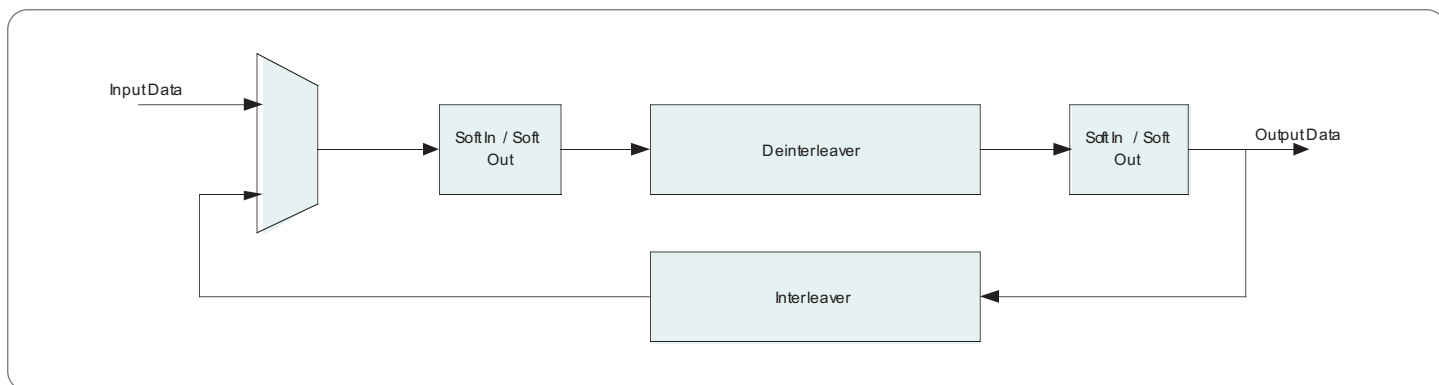 Input Data
Soft In / Soft
Out
Deinterleaver
Soft In / Soft
Out
Output Data
Interleaver